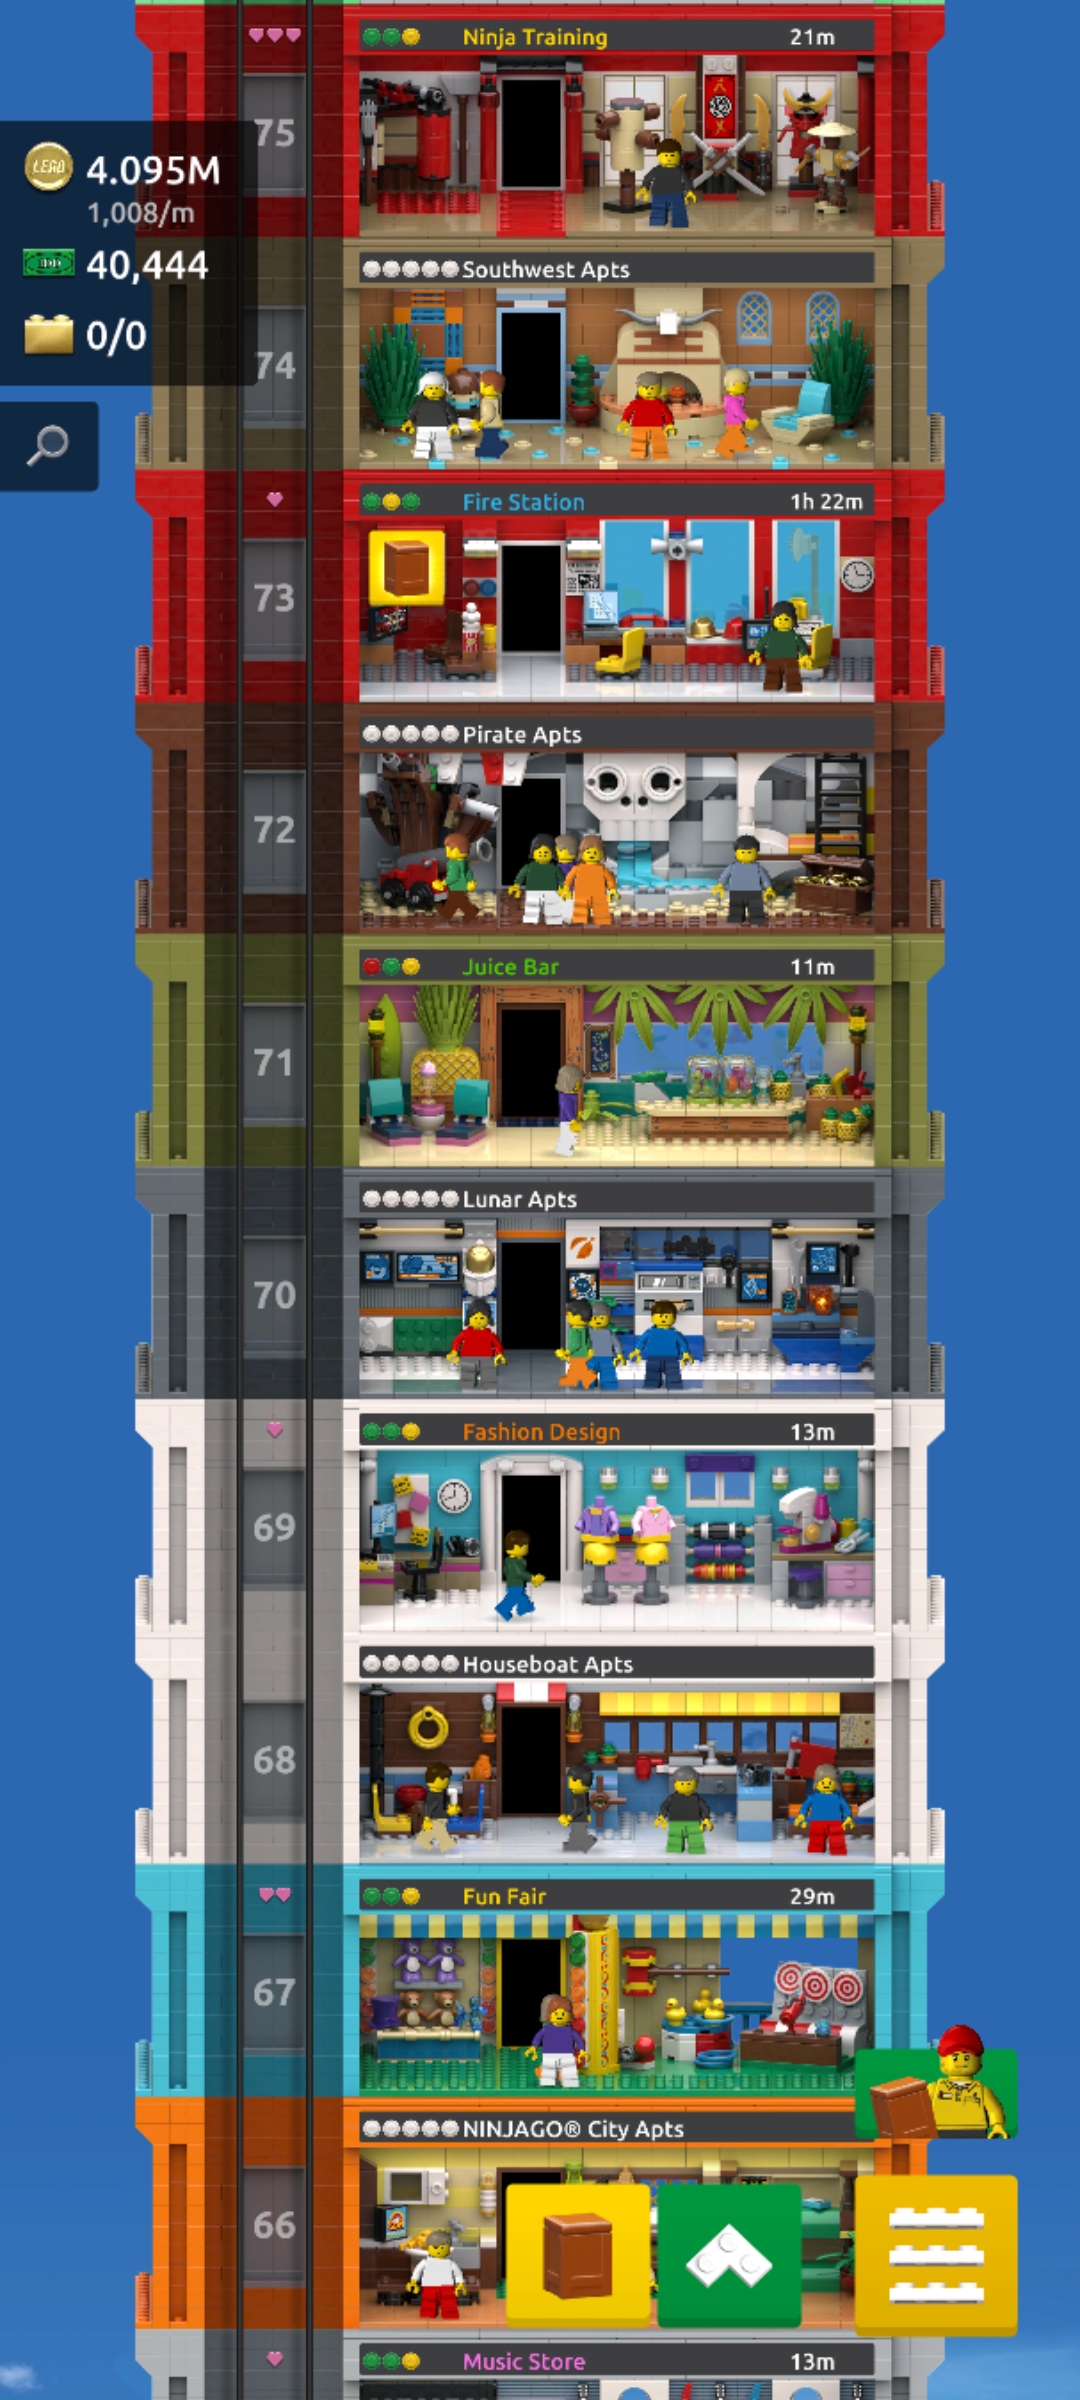 Ninja Training 21m
75
LEGO 4.095M
1,008/m
40,444
0/0
Southwest Apts
74
Fire Station 1h 22m
73
Pirate Apts
72
Juice Bar 11m
71
Lunar Apts
70
Fashion Design 13m
69
Houseboat Apts
68
Fun Fair 29m
67
NINJAGO® City Apts
66
Music Store 13m